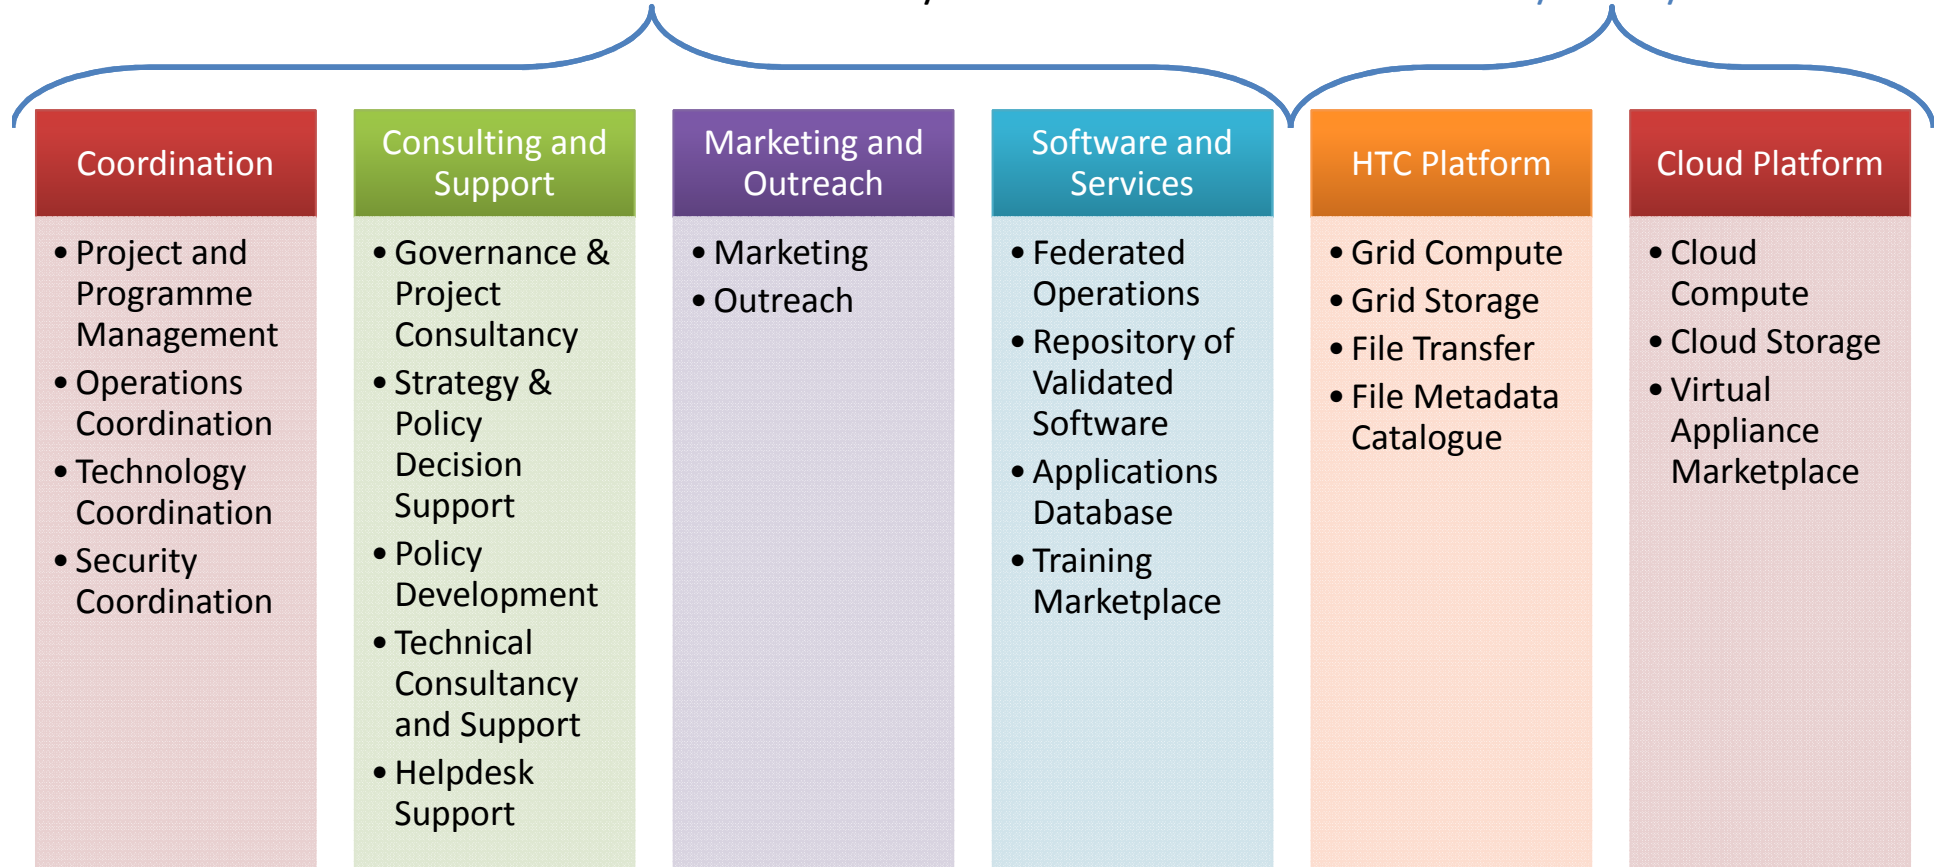 Coordination
• Project and
Programme
Management
• Operations
Coordination
• Technology
Coordination
• Security
Coordination
Consulting and
Support
• Governance &
Project
Consultancy
• Strategy &
Policy
Decision
Support
• Policy
Development
• Technical
Consultancy
and Support
• Helpdesk
Support
Marketing and
Outreach
• Marketing
• Outreach
Software and
Services
• Federated
Operations
• Repository of
Validated
Software
• Applications
Database
• Training
Marketplace
HTC Platform
• Grid Compute
• Grid Storage
• File Transfer
• File Metadata
Catalogue
Cloud Platform
• Cloud
Compute
• Cloud Storage
• Virtual
Appliance
Marketplace